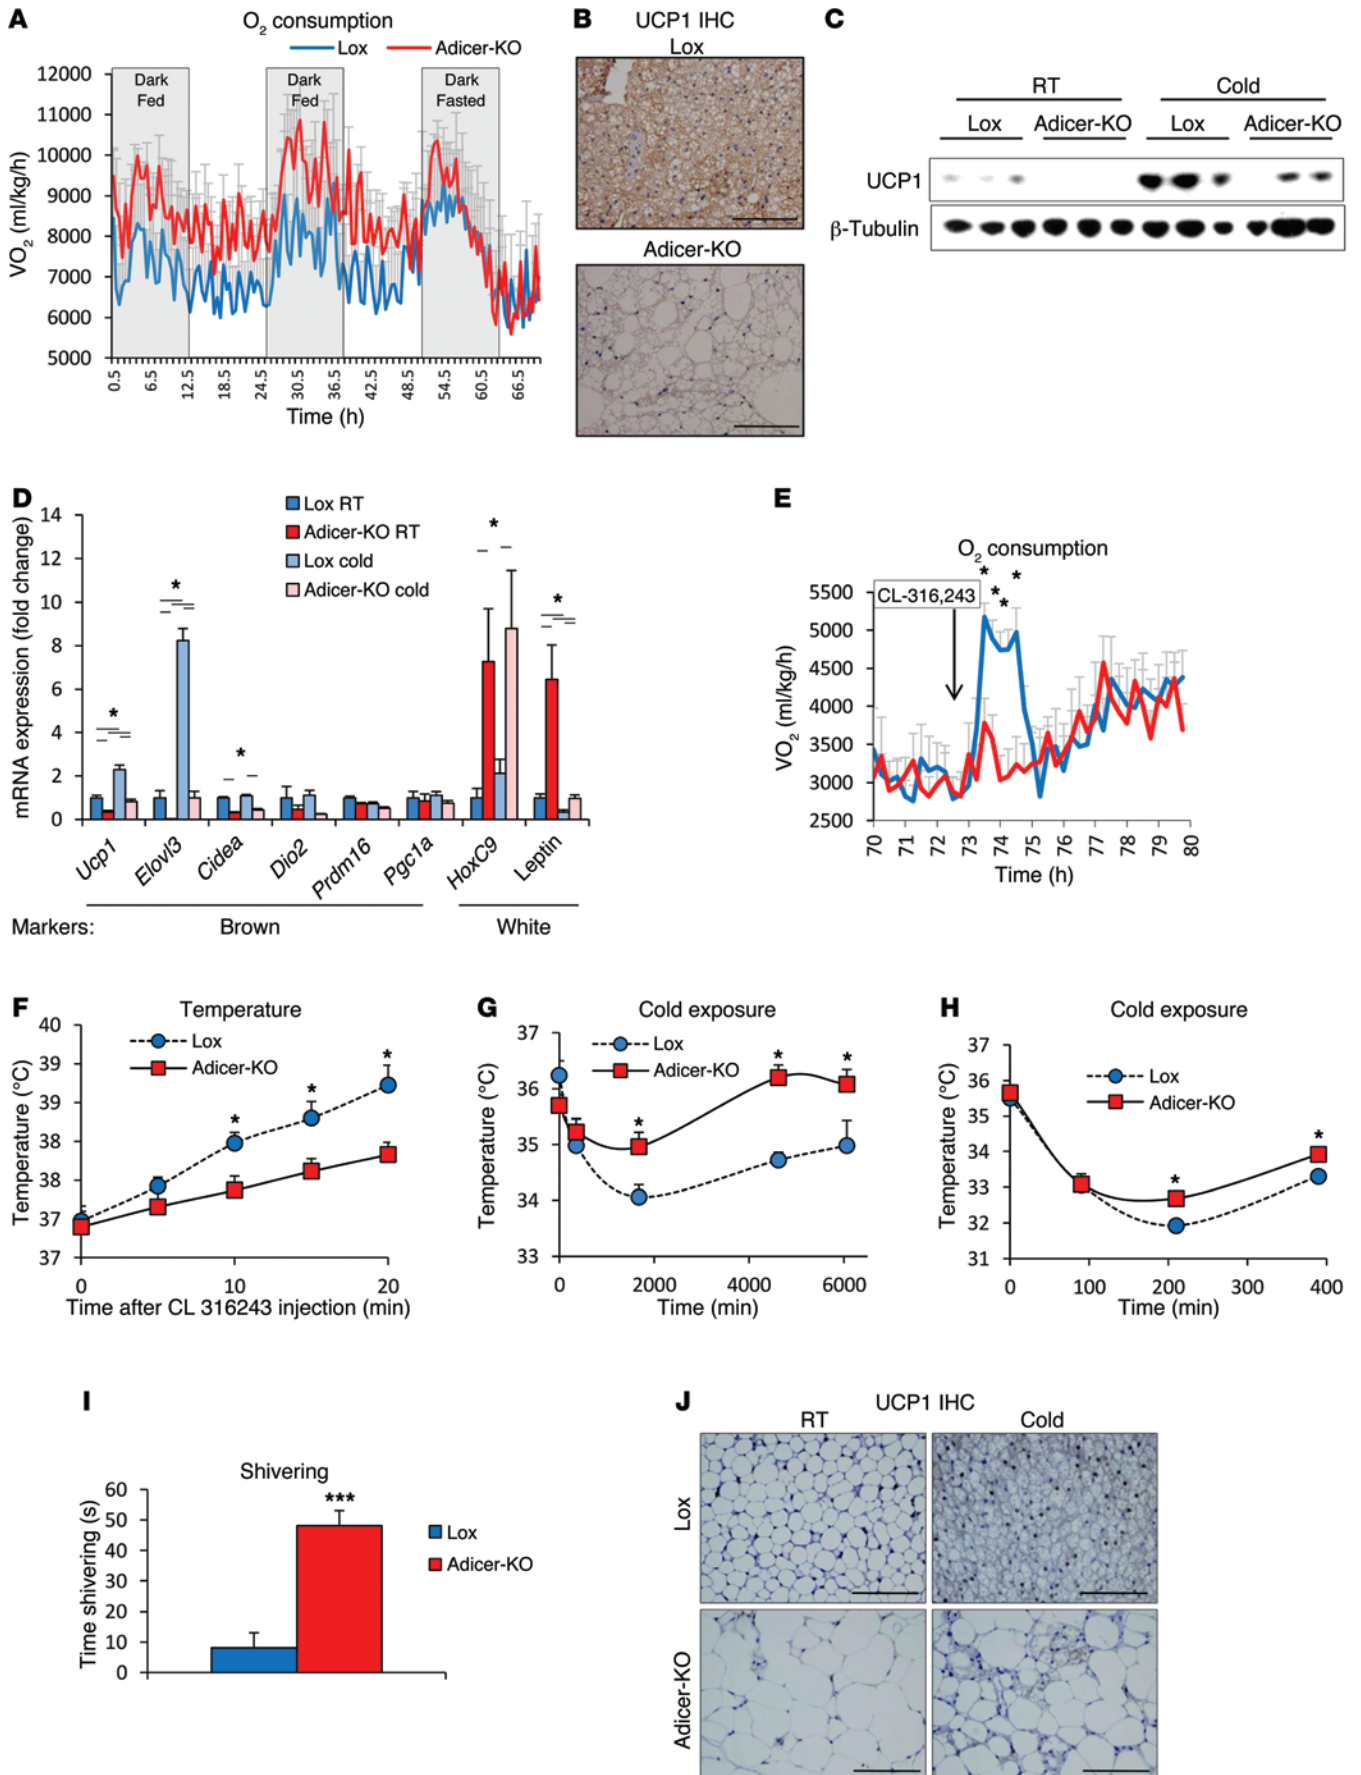 A
O2 consumption
Lox
Adicer-KO
VO2 (ml/kg/h)
12000
11000
10000
9000
8000
7000
6000
5000
Dark
Fed
Dark
Fed
Dark
Fasted
0.5
6.5
12.5
18.5
24.5
30.5
36.5
42.5
48.5
54.5
60.5
66.5
Time (h)
B
UCP1 IHC
Lox
Adicer-KO
C
RT
Cold
Lox
Adicer-KO
Lox
Adicer-KO
UCP1
β-Tubulin
D
mRNA expression (fold change)
14
12
10
8
6
4
2
0
Lox RT
Adicer-KO RT
Lox cold
Adicer-KO cold
*
*
*
*
*
Ucp1
Elovl3
Cidea
Dio2
Prdm16
Pgc1a
HoxC9
Leptin
Markers:
Brown
White
E
O2 consumption
CL-316,243
*
*
*
*
VO2 (ml/kg/h)
5500
5000
4500
4000
3500
3000
2500
70
71
72
73
74
75
76
77
78
79
80
Time (h)
F
Temperature
Lox
Adicer-KO
Temperature (°C)
40
39
39
38
38
37
37
*
*
*
0
10
20
Time after CL 316243 injection (min)
G
Cold exposure
Lox
Adicer-KO
Temperature (°C)
37
36
35
34
33
*
*
*
0
2000
4000
6000
Time (min)
H
Cold exposure
Lox
Adicer-KO
Temperature (°C)
37
36
35
34
33
32
31
*
*
0
100
200
300
400
Time (min)
I
Shivering
Time shivering (s)
60
50
40
30
20
10
0
***
Lox
Adicer-KO
J
UCP1 IHC
RT
Cold
Lox
Adicer-KO